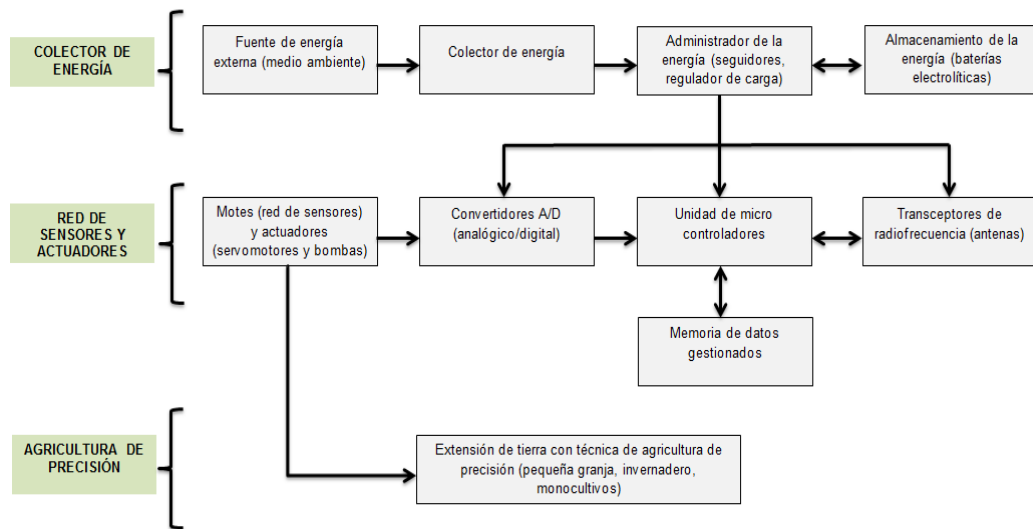 COLECTOR DE
ENERGÍA
Fuente de energía
externa (medio ambiente)
Colector de energía
Administrador de la
energía (seguidores,
regulador de carga)
Almacenamiento de la
energía (baterías
electrolíticas)
RED DE
SENSORES Y
ACTUADORES
Motes (red de sensores)
y actuadores
(servomotores y bombas)
Convertidores A/D
(analógico/digital)
Unidad de micro
controladores
Transceptores de
radiofrecuencia (antenas)
Memoria de datos
gestionados
AGRICULTURA DE
PRECISIÓN
Extensión de tierra con técnica de agricultura de
precisión (pequeña granja, invernadero,
monocultivos)